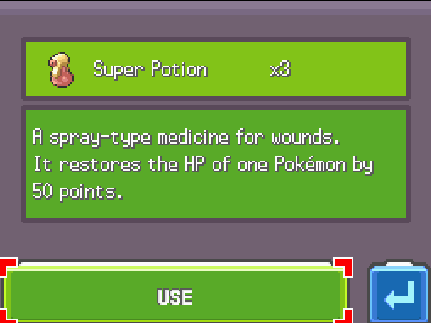 Super Potion x3
A spray-type medicine for wounds.
It restores the HP of one Pokémon by
50 points.
USE